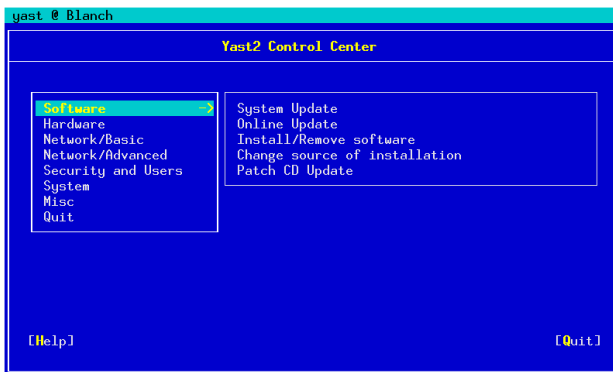 yast @ Blanch
Yast2 Control Center
Software ->
Hardware
Network/Basic
Network/Advanced
Security and Users
System
Misc
Quit
System Update
Online Update
Install/Remove software
Change source of installation
Patch CD Update
[Help]
[Quit]